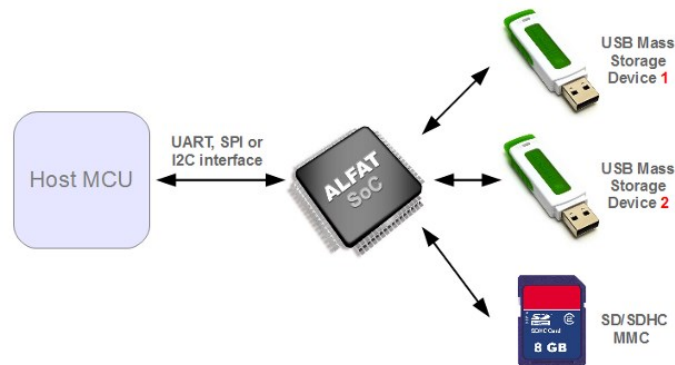 USB Mass
Storage
Device 1
UART, SPI or
I2C interface
Host MCU
ALFAT
SoC
USB Mass
Storage
Device 2
SD/SDHC
MMC
SDHC Card
8 GB